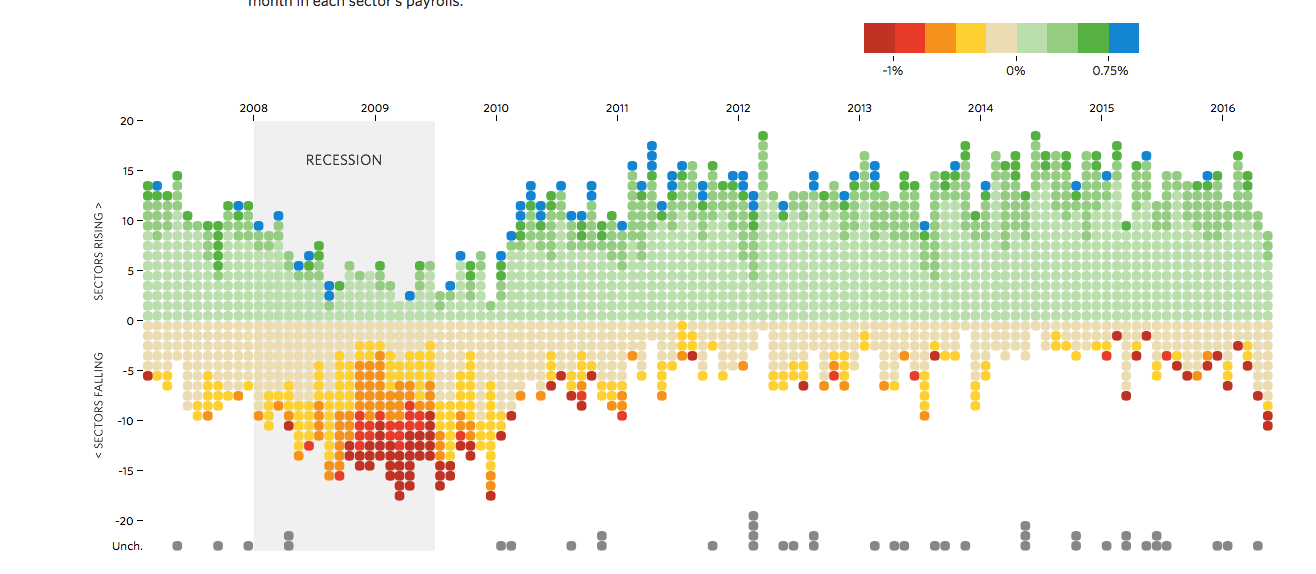 month in each sector's payrolls.
-1% 0% 0.75%
2008 2009 2010 2011 2012 2013 2014 2015 2016
20
RECESSION
15
10
SECTORS RISING >
5
0
-5
< SECTORS FALLING
-10
-15
-20
Unch.